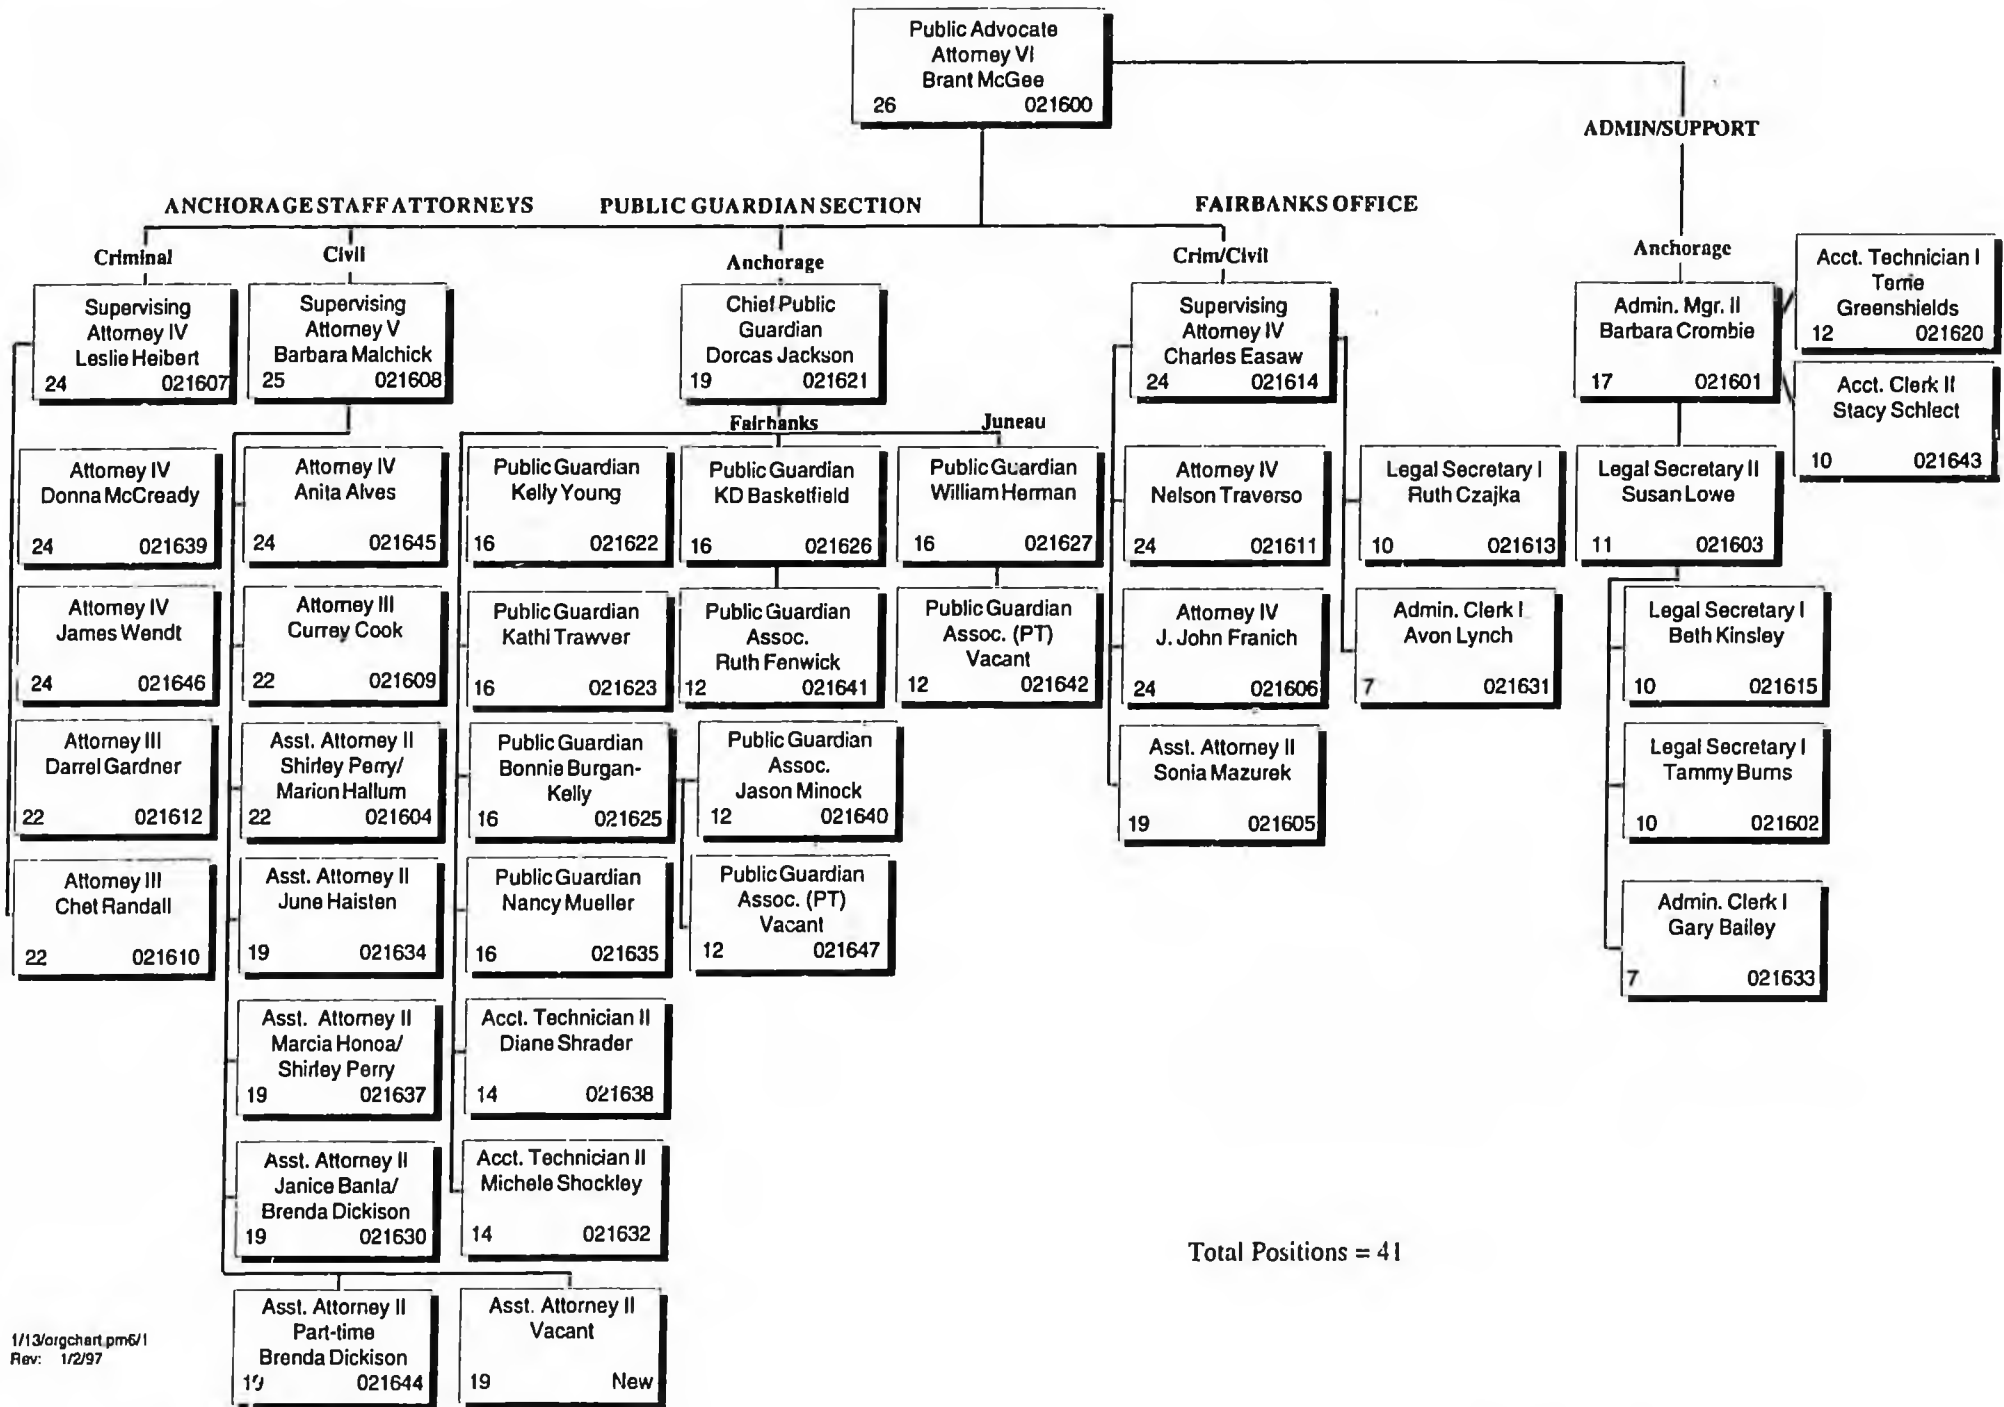 Public Advocate
Attorney VI
Brant McGee
26 021600
ADMIN/SUPPORT
ANCHORAGE STAFF ATTORNEYS
PUBLIC GUARDIAN SECTION
FAIRBANKS OFFICE
Criminal
Supervising
Attorney IV
Leslie Heibert
24 021607
Attorney IV
Donna McCready
24 021639
Attorney IV
James Wendt
24 021646
Attorney III
Darrel Gardner
22 021612
Attorney III
Chet Randall
22 021610
Civil
Supervising
Attorney V
Barbara Malchick
25 021608
Attorney IV
Anita Alves
24 021645
Attorney III
Currey Cook
22 021609
Asst. Attorney II
Shirley Perry/
Marion Hallum
22 021604
Asst. Attorney II
June Haisten
19 021634
Asst. Attorney II
Marcia Honoa/
Shirley Perry
19 021637
Asst. Attorney II
Janice Banta/
Brenda Dickison
19 021630
Asst. Attorney II
Part-time
Brenda Dickison
19 021644
Asst. Attorney II
Vacant
19 New
Anchorage
Chief Public
Guardian
Dorcas Jackson
19 021621
Public Guardian
Kelly Young
16 021622
Public Guardian
Kathi Trawver
16 021623
Public Guardian
Bonnie Burgan-
Kelly
16 021625
Public Guardian
Assoc.
Jason Minock
12 021640
Public Guardian
Assoc. (PT)
Vacant
12 021647
Public Guardian
Nancy Mueller
16 021635
Acct. Technician II
Diane Shrader
14 021638
Acct. Technician II
Michele Shockley
14 021632
Fairbanks
Public Guardian
KD Basketfield
16 021626
Public Guardian
Assoc.
Ruth Fenwick
12 021641
Juneau
Public Guardian
William Herman
16 021627
Public Guardian
Assoc. (PT)
Vacant
12 021642
Crim/Civil
Supervising
Attorney IV
Charles Easaw
24 021614
Attorney IV
Nelson Traverso
24 021611
Attorney IV
J. John Franich
24 021606
Asst. Attorney II
Sonia Mazurek
19 021605
Legal Secretary I
Ruth Czajka
10 021613
Admin. Clerk I
Avon Lynch
7 021631
Anchorage
Admin. Mgr. II
Barbara Crombie
17 021601
Acct. Technician I
Terrie
Greenshields
12 021620
Acct. Clerk II
Stacy Schlect
10 021643
Legal Secretary II
Susan Lowe
11 021603
Legal Secretary I
Beth Kinsley
10 021615
Legal Secretary I
Tammy Burns
10 021602
Admin. Clerk I
Gary Bailey
7 021633
Total Positions = 41
1/13/orgchart.pm6/1
Rev: 1/2/97